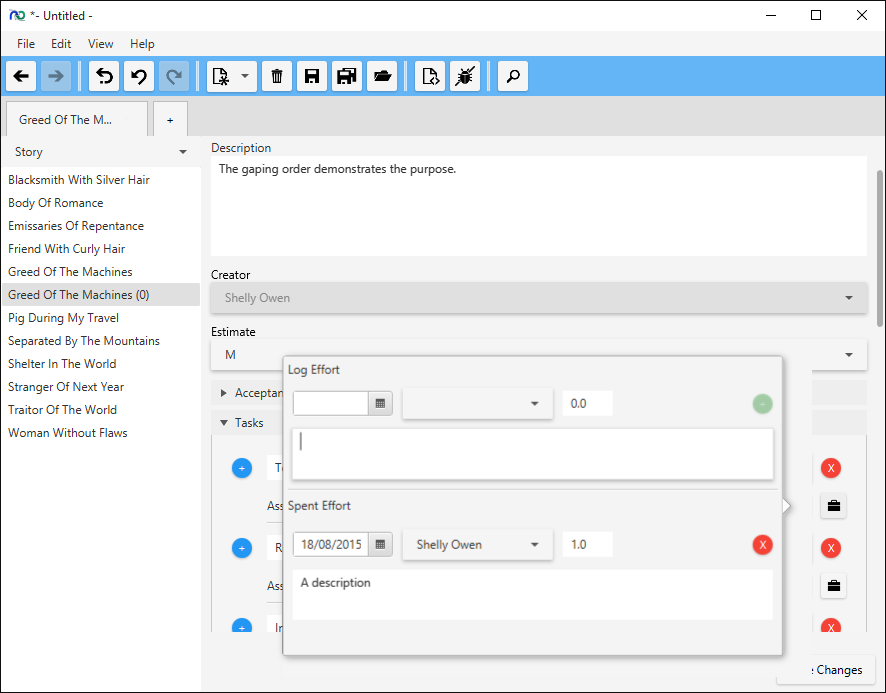 *- Untitled -
File Edit View Help
Greed Of The M... +
Story
Blacksmith With Silver Hair
Body Of Romance
Emissaries Of Repentance
Friend With Curly Hair
Greed Of The Machines
Greed Of The Machines (0)
Pig During My Travel
Separated By The Mountains
Shelter In The World
Stranger Of Next Year
Traitor Of The World
Woman Without Flaws
Description
The gaping order demonstrates the purpose.
Creator
Shelly Owen
Estimate
M
Acceptan
Tasks
+ T X
Ass
+ R X
Ass
+ In X
Log Effort
0.0 -
Spent Effort
18/08/2015 Shelly Owen 1.0 X
A description
Changes